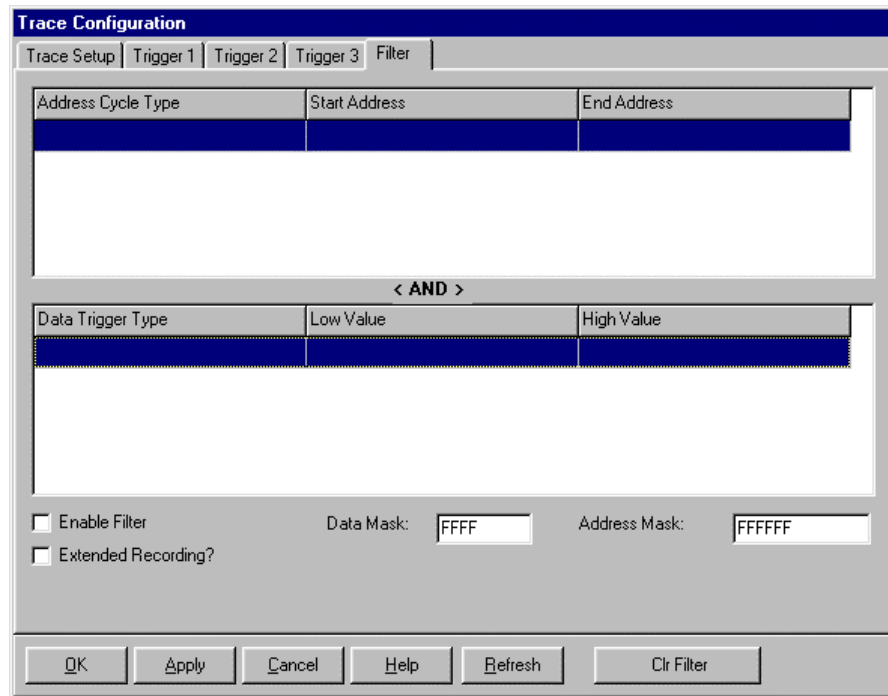 Trace Configuration
Trace Setup Trigger 1 Trigger 2 Trigger 3 Filter
Address Cycle Type Start Address End Address
< AND >
Data Trigger Type Low Value High Value
Enable Filter Data Mask: FFFF Address Mask: FFFFFF
Extended Recording?
OK Apply Cancel Help Refresh Clr Filter